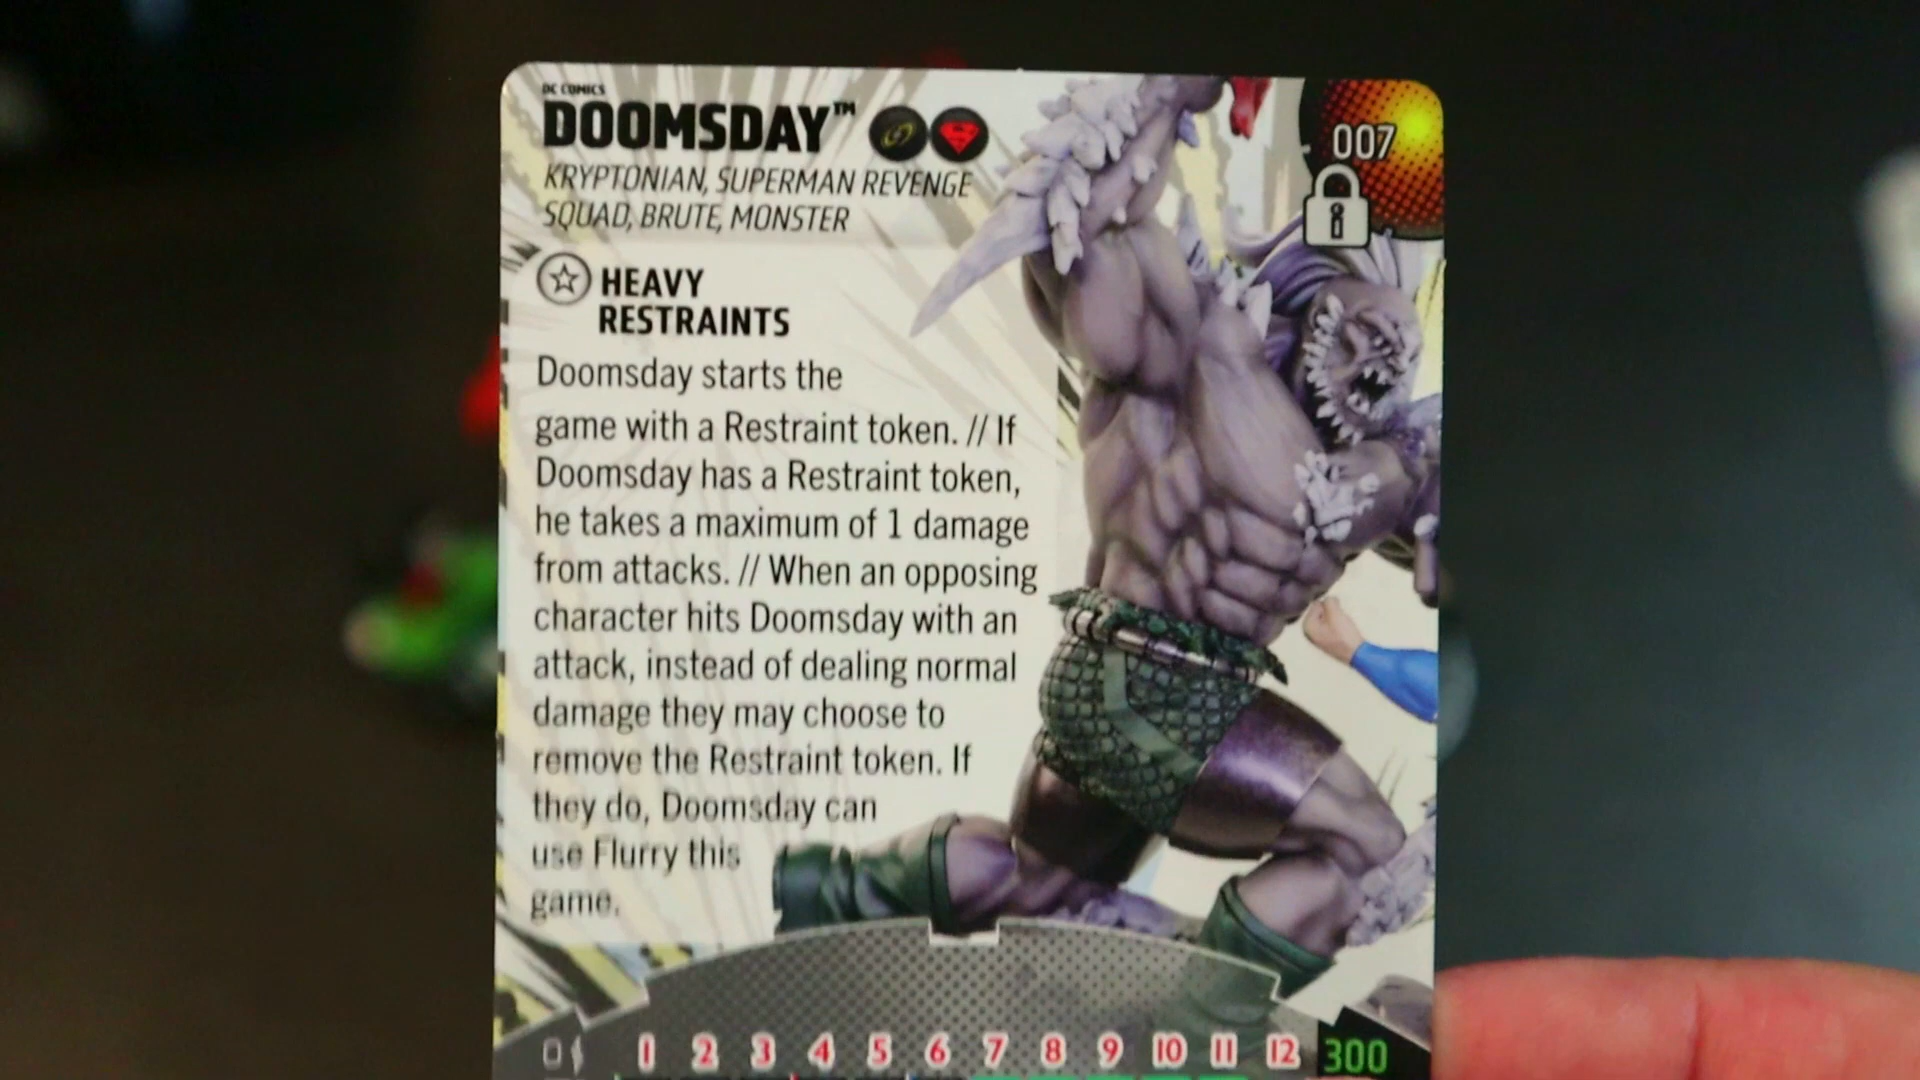 DC COMICS
DOOMSDAY™
KRYPTONIAN, SUPERMAN REVENGE
SQUAD, BRUTE, MONSTER
007
HEAVY
RESTRAINTS
Doomsday starts the
game with a Restraint token. // If
Doomsday has a Restraint token,
he takes a maximum of 1 damage
from attacks. // When an opposing
character hits Doomsday with an
attack, instead of dealing normal
damage they may choose to
remove the Restraint token. If
they do, Doomsday can
use Flurry this
game.
0 1 2 3 4 5 6 7 8 9 10 11 12 300